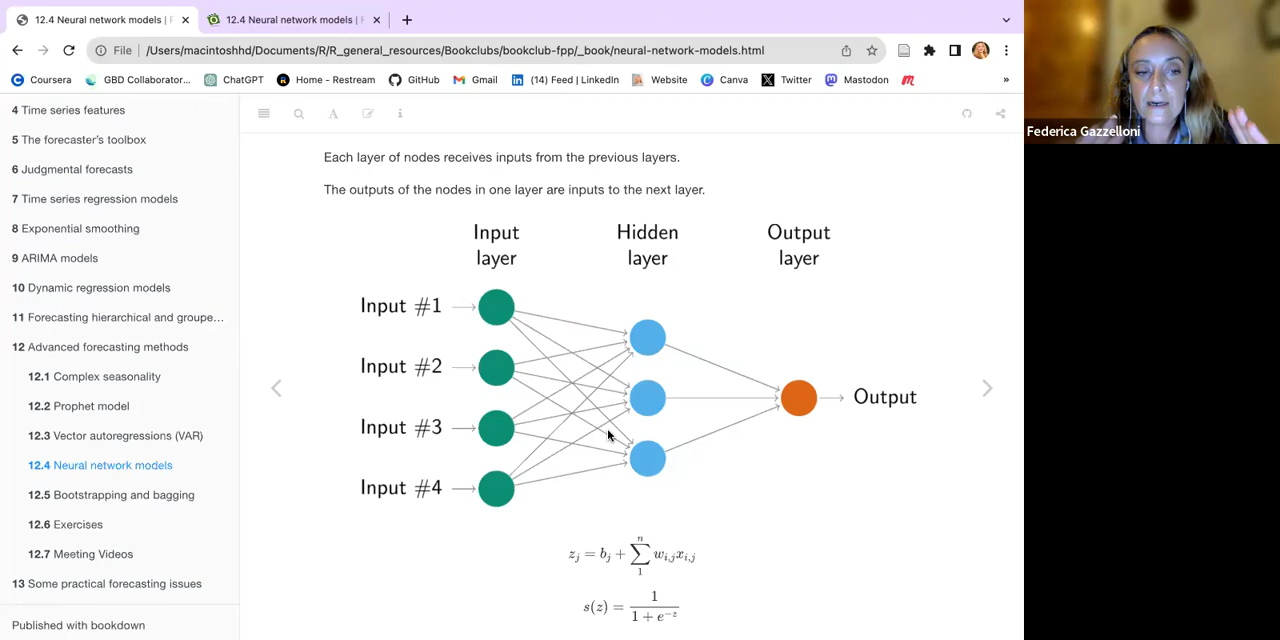 12.4 Neural network models |
12.4 Neural network models |
File
/Users/macintoshhd/Documents/R/R_general_resources/Bookclubs/bookclub-fpp/_book/neural-network-models.html
Coursera
GBD Collaborator...
ChatGPT
Home - Restream
GitHub
Gmail
(14) Feed | LinkedIn
Website
Canva
Twitter
Mastodon
»
4 Time series features
5 The forecaster's toolbox
6 Judgmental forecasts
7 Time series regression models
8 Exponential smoothing
9 ARIMA models
10 Dynamic regression models
11 Forecasting hierarchical and groupe...
12 Advanced forecasting methods
12.1 Complex seasonality
12.2 Prophet model
12.3 Vector autoregressions (VAR)
12.4 Neural network models
12.5 Bootstrapping and bagging
12.6 Exercises
12.7 Meeting Videos
13 Some practical forecasting issues
Published with bookdown
Each layer of nodes receives inputs from the previous layers.
The outputs of the nodes in one layer are inputs to the next layer.
Input
layer
Hidden
layer
Output
layer
Input #1
Input #2
Input #3
Input #4
Output
z_j = b_j + ∑_1^n w_{i,j} x_{i,j}
s(z) = 1 / (1 + e^{-z})
Federica Gazzelloni